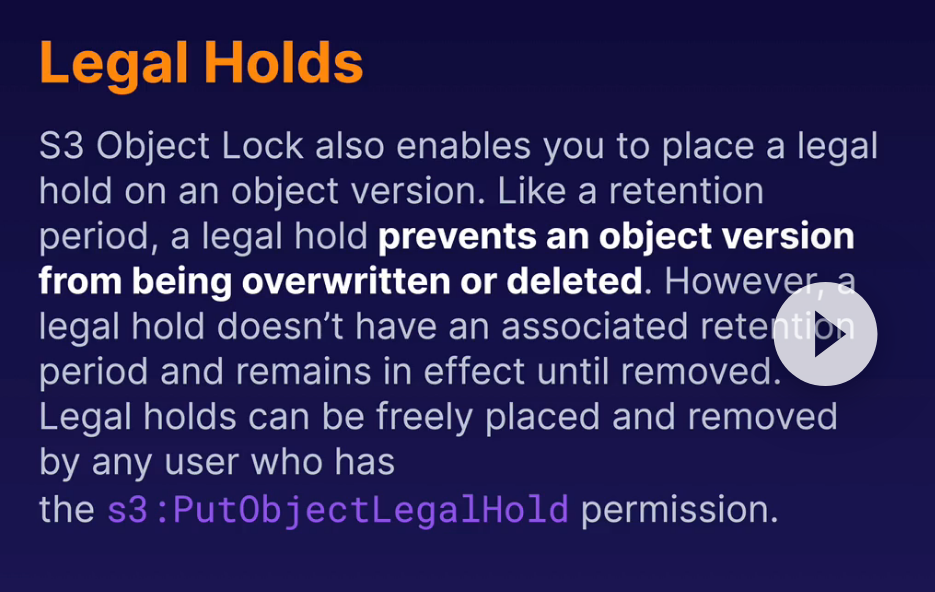 Legal Holds
S3 Object Lock also enables you to place a legal
hold on an object version. Like a retention
period, a legal hold prevents an object version
from being overwritten or deleted. However, a
legal hold doesn’t have an associated retention
period and remains in effect until removed.
Legal holds can be freely placed and removed
by any user who has
the s3:PutObjectLegalHold permission.